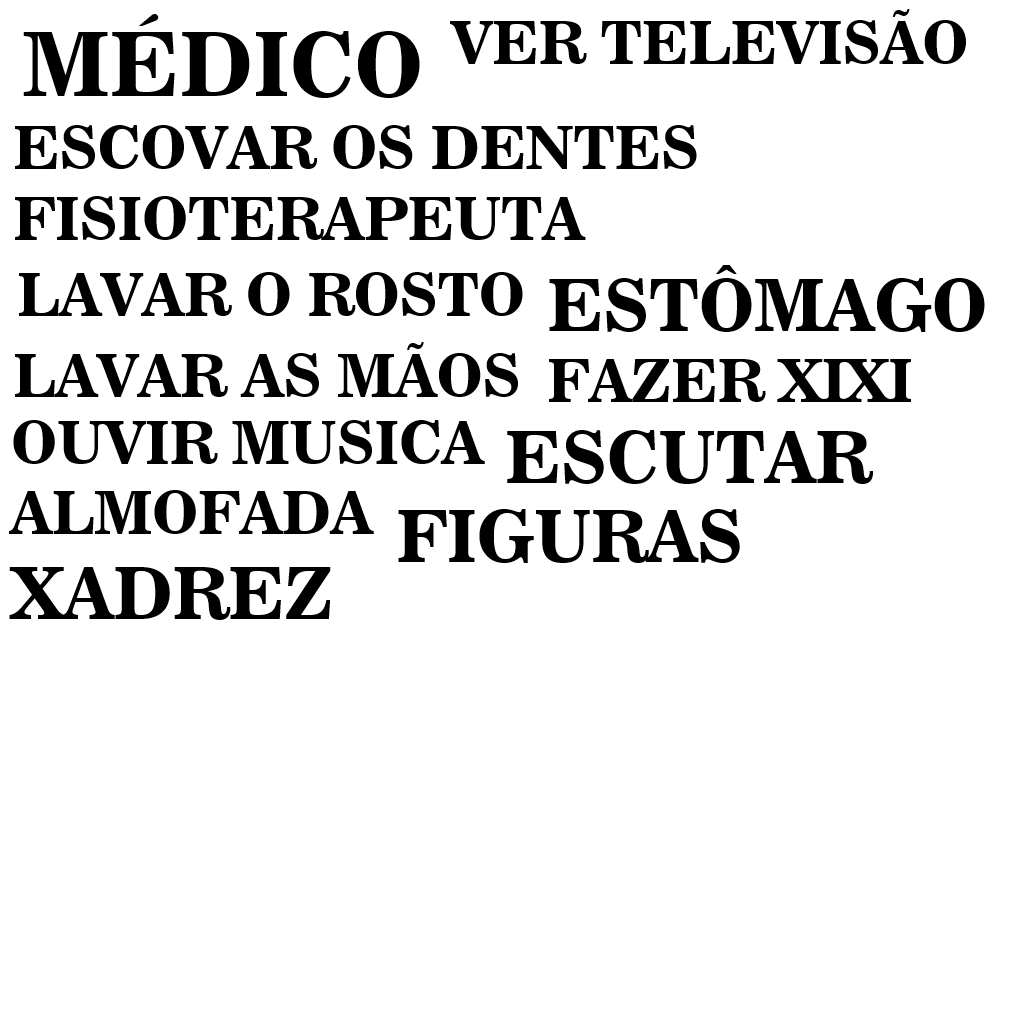 MÉDICO VER TELEVISÃO
ESCOVAR OS DENTES
FISIOTERAPEUTA
LAVAR O ROSTO ESTÔMAGO
LAVAR AS MÃOS FAZER XIXI
OUVIR MUSICA ESCUTAR
ALMOFADA FIGURAS
XADREZ